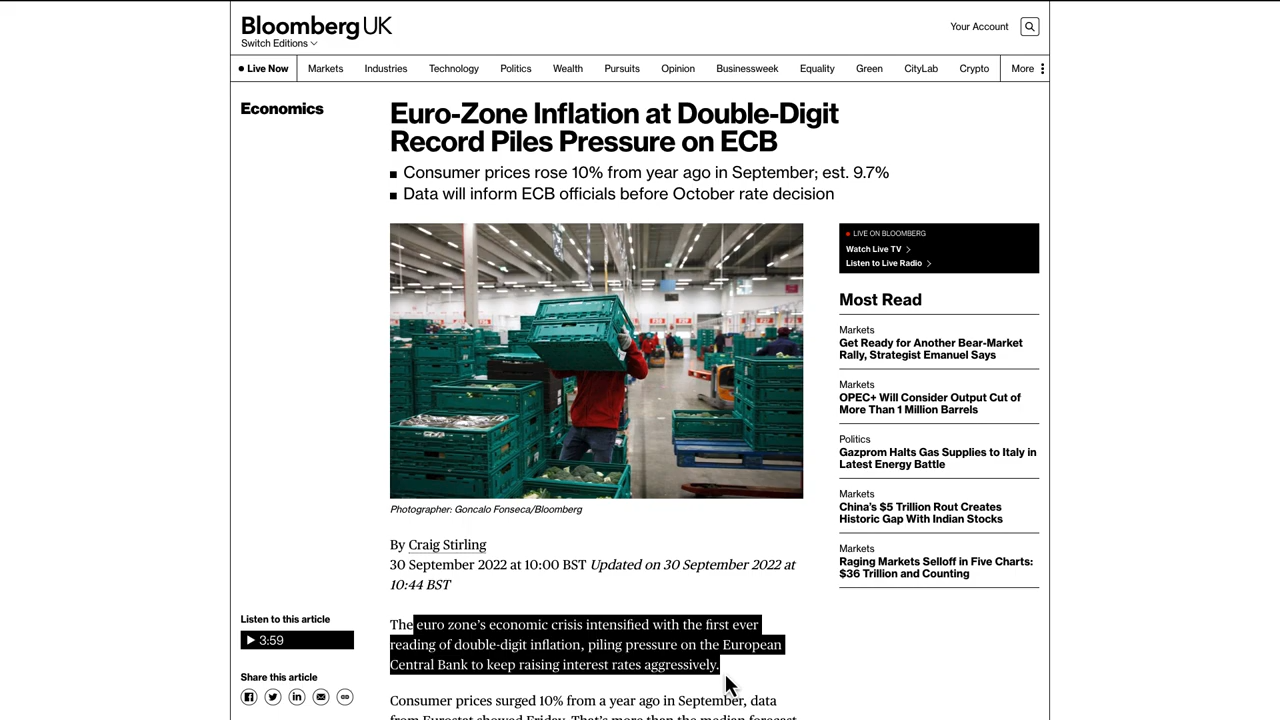 Bloomberg UK
Switch Editions
Your Account
Live Now Markets Industries Technology Politics Wealth Pursuits Opinion Businessweek Equality Green CityLab Crypto More
Economics
Euro-Zone Inflation at Double-Digit
Record Piles Pressure on ECB
Consumer prices rose 10% from year ago in September; est. 9.7%
Data will inform ECB officials before October rate decision
Photographer: Goncalo Fonseca/Bloomberg
By Craig Stirling
30 September 2022 at 10:00 BST Updated on 30 September 2022 at
10:44 BST
Listen to this article
3:59
Share this article
The euro zone's economic crisis intensified with the first ever
reading of double-digit inflation, piling pressure on the European
Central Bank to keep raising interest rates aggressively.
Consumer prices surged 10% from a year ago in September, data
from Eurostat showed Friday. That's more than the median forecast
LIVE ON BLOOMBERG
Watch Live TV
Listen to Live Radio
Most Read
Markets
Get Ready for Another Bear-Market
Rally, Strategist Emanuel Says
Markets
OPEC+ Will Consider Output Cut of
More Than 1 Million Barrels
Politics
Gazprom Halts Gas Supplies to Italy in
Latest Energy Battle
Markets
China's $5 Trillion Rout Creates
Historic Gap With Indian Stocks
Markets
Raging Markets Selloff in Five Charts:
$36 Trillion and Counting